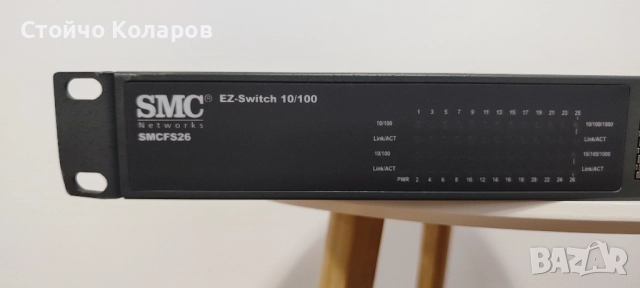 Стойчо Коларов
SMC® EZ-Switch 10/100
Networks
SMCFS26
1 3 5 7 9 11 13 15 17 19 21 23 25
10/100 10/100/1000
Link/ACT Link/ACT
10/100 10/100/1000
Link/ACT Link/ACT
PWR 2 4 6 8 10 12 14 16 18 20 22 24 26
BAZAR